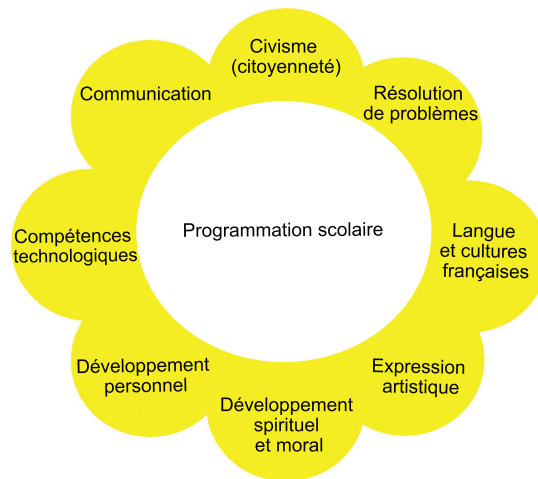 Civisme
(citoyenneté)
Communication
Résolution
de problèmes
Programmation scolaire
Compétences
technologiques
Langue
et cultures
françaises
Développement
personnel
Expression
artistique
Développement
spirituel
et moral